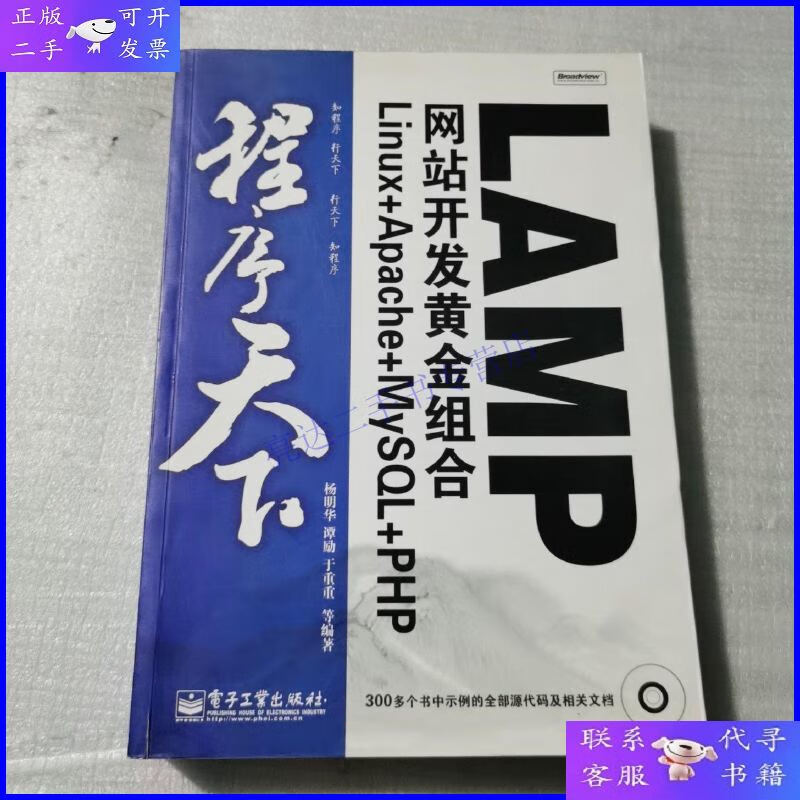 正版
二手
可开
发票
Broadview
LAMP
网站开发黄金组合
Linux+Apache+MySQL+PHP
知程序 行天下 行天下 知程序
程序天下
杨明华 谭励 于重重 等编著
電子工業出版社
PUBLISHING HOUSE OF ELECTRONICS INDUSTRY
http://www.phei.com.cn
300多个书中示例的全部源代码及相关文档
联系
客服
代寻
书籍